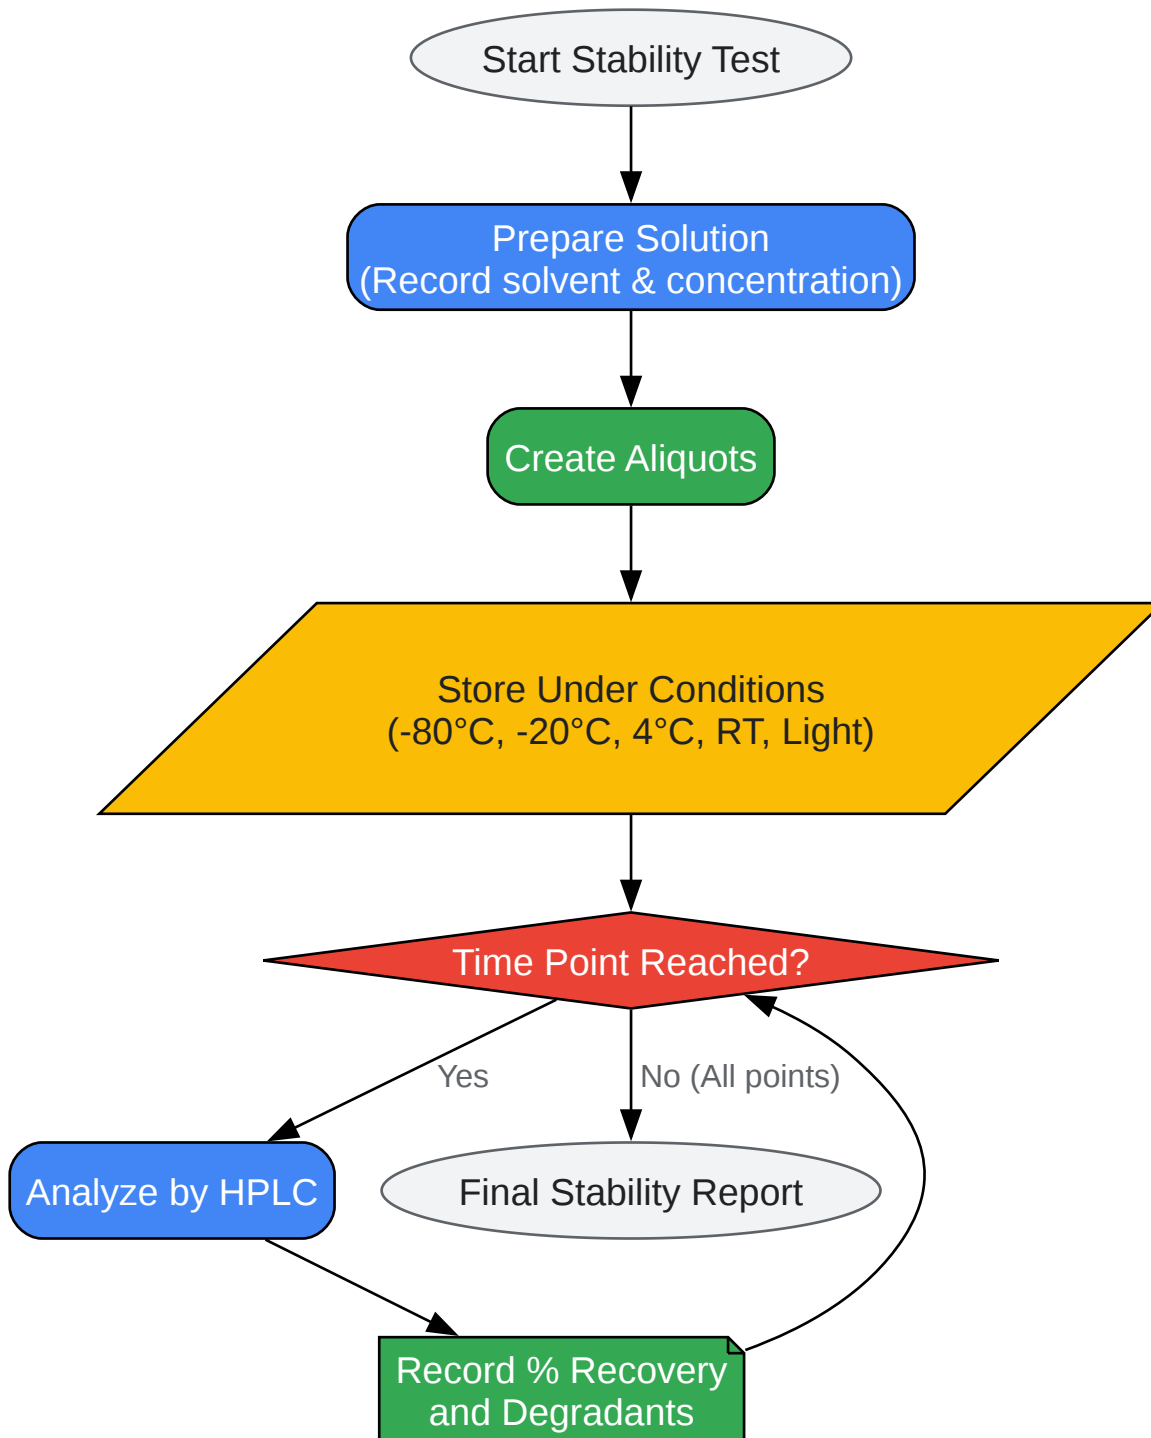 Start Stability Test
Prepare Solution
(Record solvent & concentration)
Create Aliquots
Store Under Conditions
(-80°C, -20°C, 4°C, RT, Light)
Time Point Reached?
Yes
No (All points)
Analyze by HPLC
Final Stability Report
Record % Recovery
and Degradants